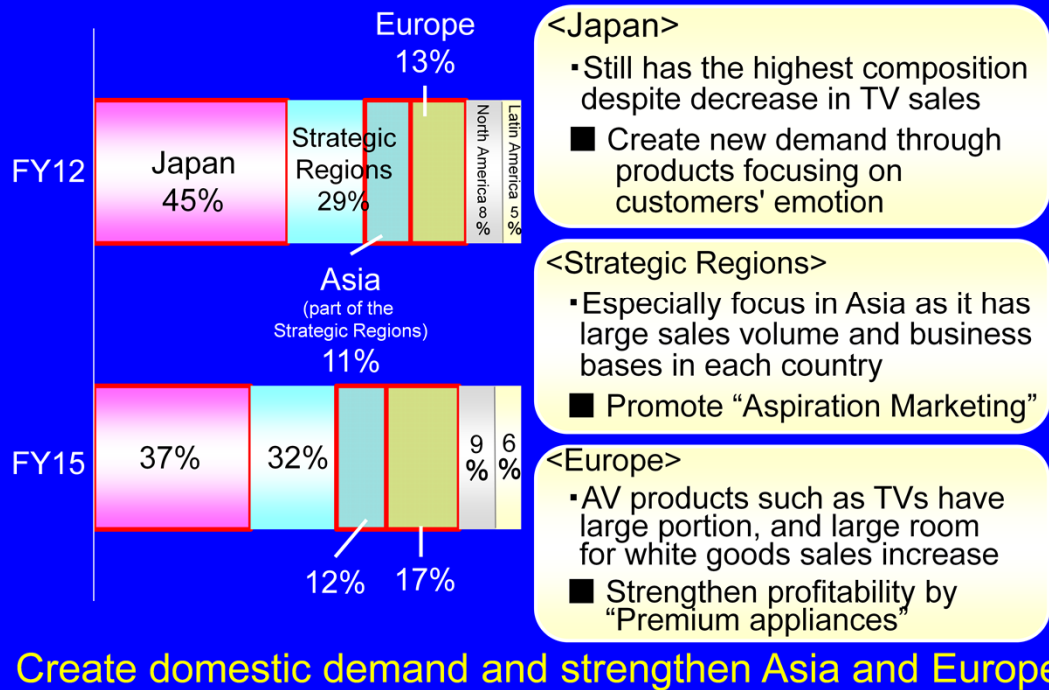 Europe
13%
FY12
Japan
45%
Strategic
Regions
29%
North America 8%
Latin America 5%
Asia
(part of the
Strategic Regions)
11%
FY15
37%
32%
9
%
6
%
12%
17%
<Japan>
・Still has the highest composition
despite decrease in TV sales
■ Create new demand through
products focusing on
customers' emotion
<Strategic Regions>
・Especially focus in Asia as it has
large sales volume and business
bases in each country
■ Promote “Aspiration Marketing”
<Europe>
・AV products such as TVs have
large portion, and large room
for white goods sales increase
■ Strengthen profitability by
“Premium appliances”
Create domestic demand and strengthen Asia and Europe